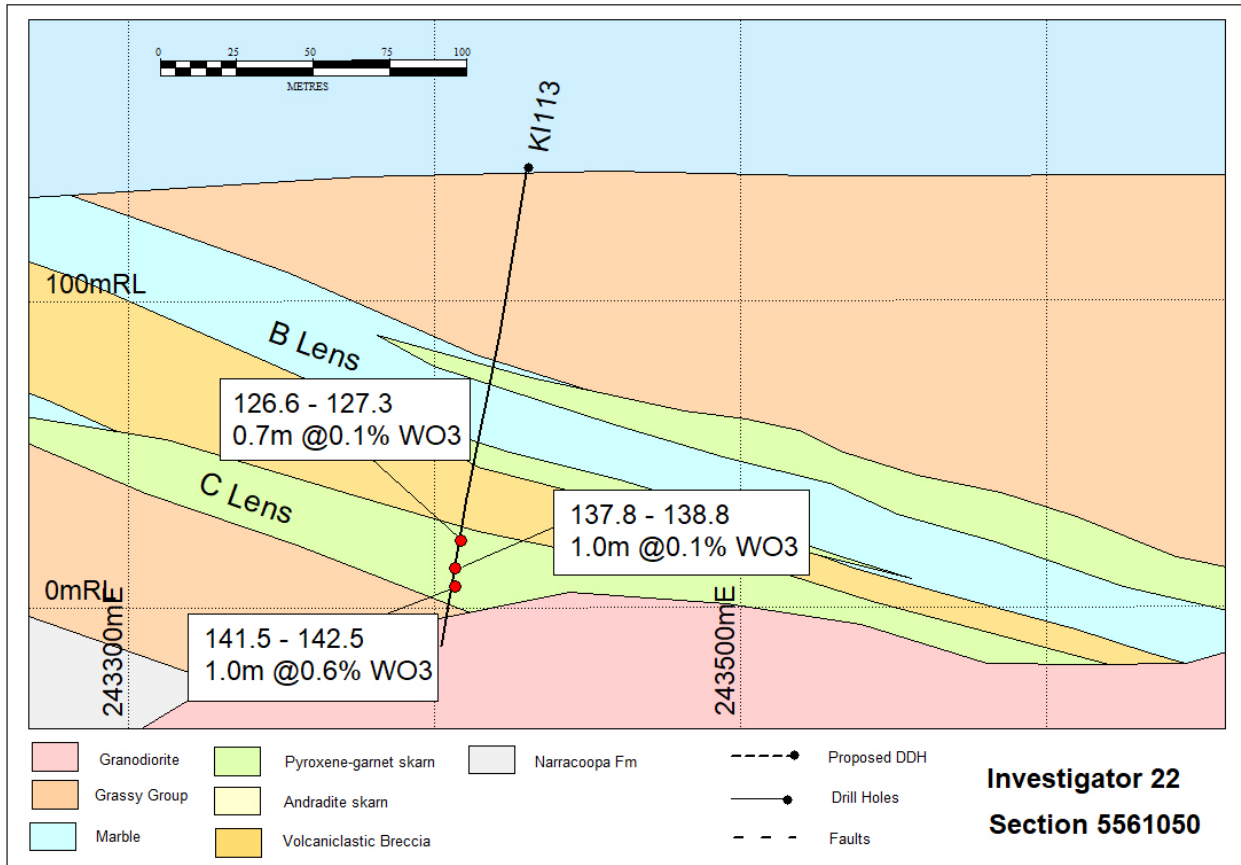 0 25 50 75 100
METRES
KI113
100mRL
B Lens
126.6 - 127.3
0.7m @0.1% WO3
C Lens
137.8 - 138.8
1.0m @0.1% WO3
0mRL
141.5 - 142.5
1.0m @0.6% WO3
243300mE
243500mE
Granodiorite
Grassy Group
Marble
Pyroxene-garnet skarn
Andradite skarn
Volcaniclastic Breccia
Narracoopa Fm
Proposed DDH
Drill Holes
Faults
Investigator 22
Section 5561050